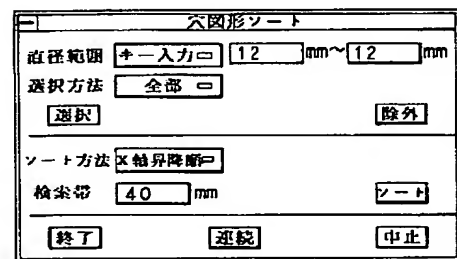 穴図形ソート
直径範囲 キー入力 12 mm〜12 mm
選択方法 全部
選択 除外
ソート方法 X軸昇降順
検索帯 40 mm ソート
終了 連続 中止